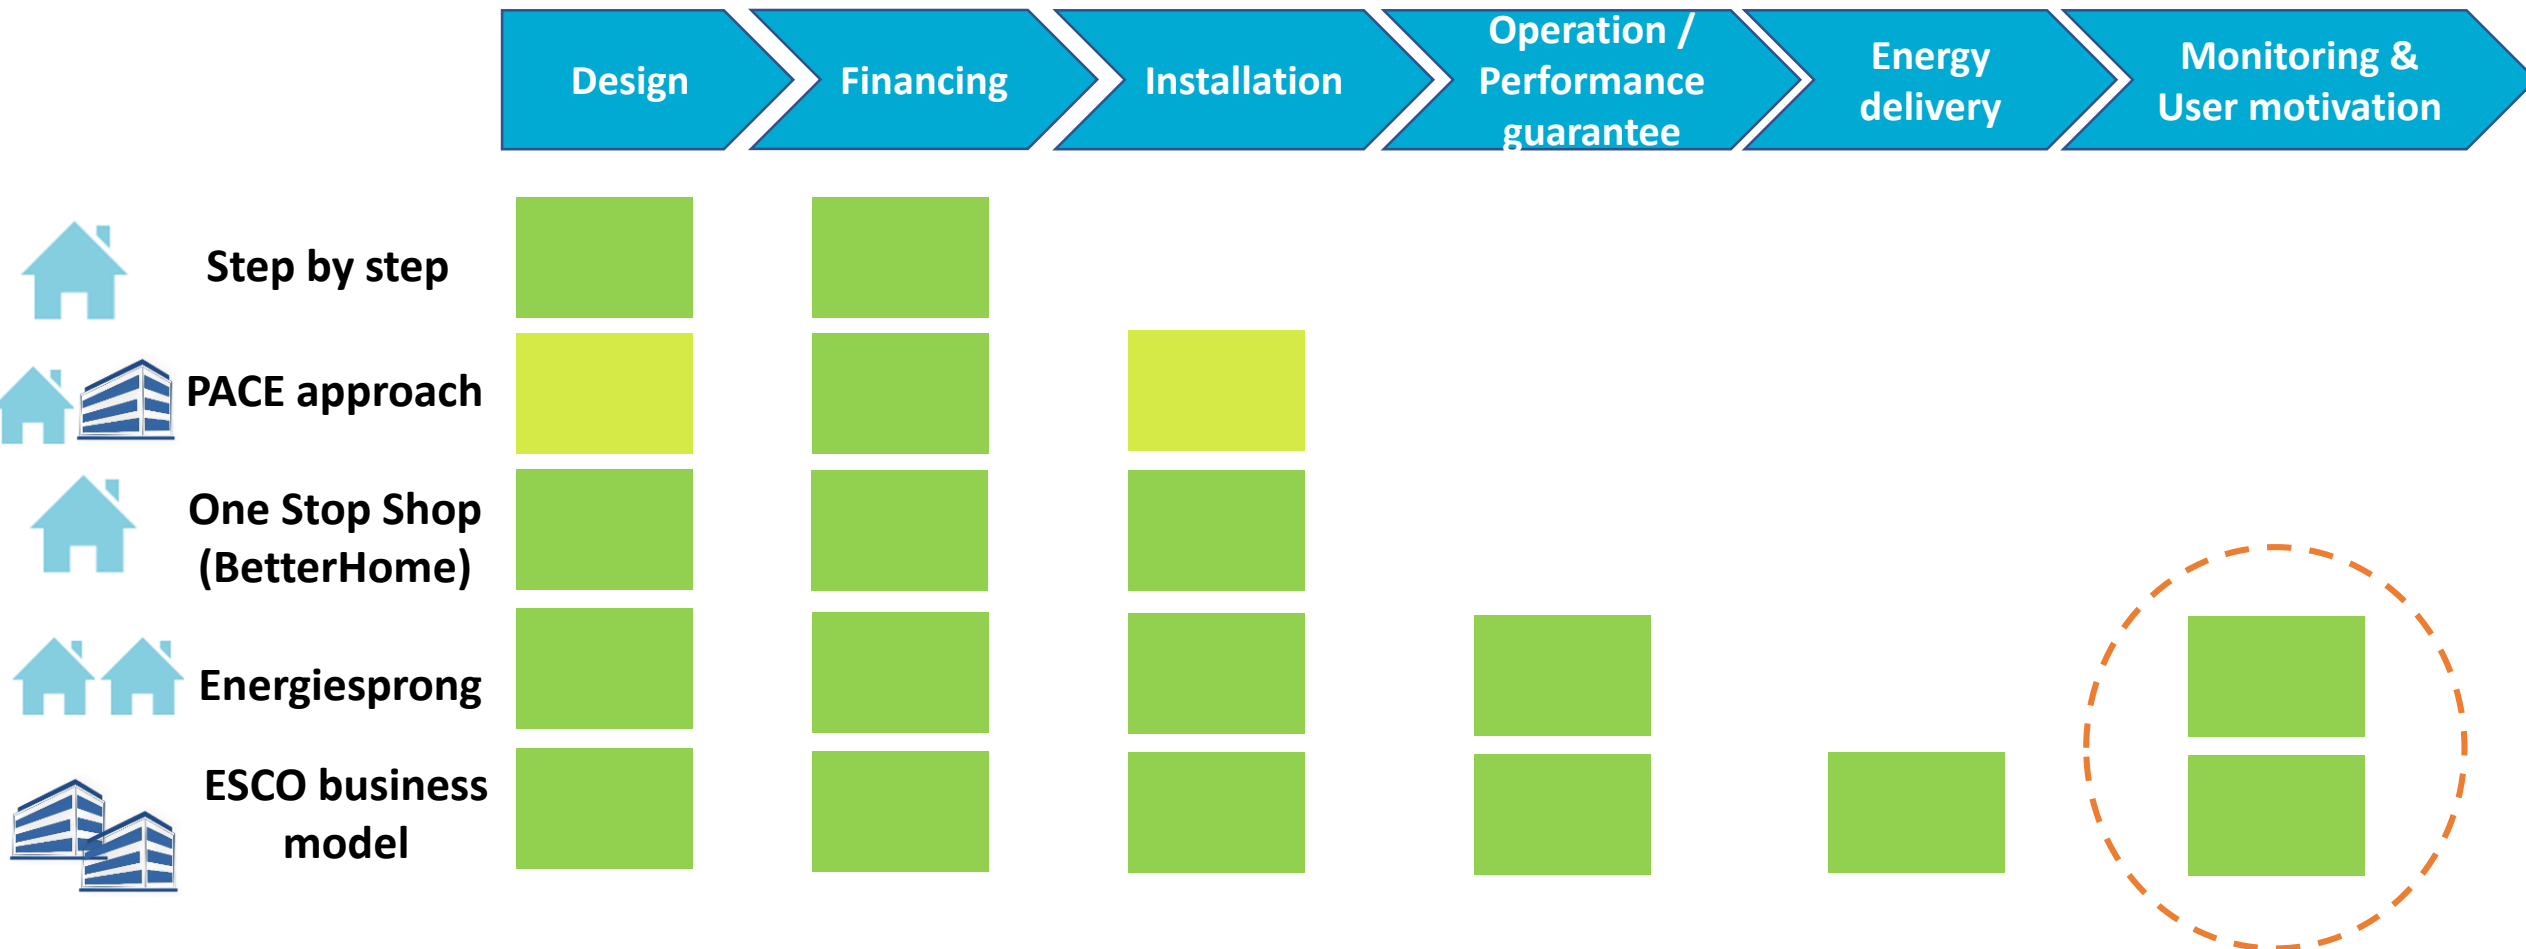 Design
Financing
Installation
Operation /
Performance
guarantee
Energy
delivery
Monitoring &
User motivation
Step by step
PACE approach
One Stop Shop
(BetterHome)
Energiesprong
ESCO business
model